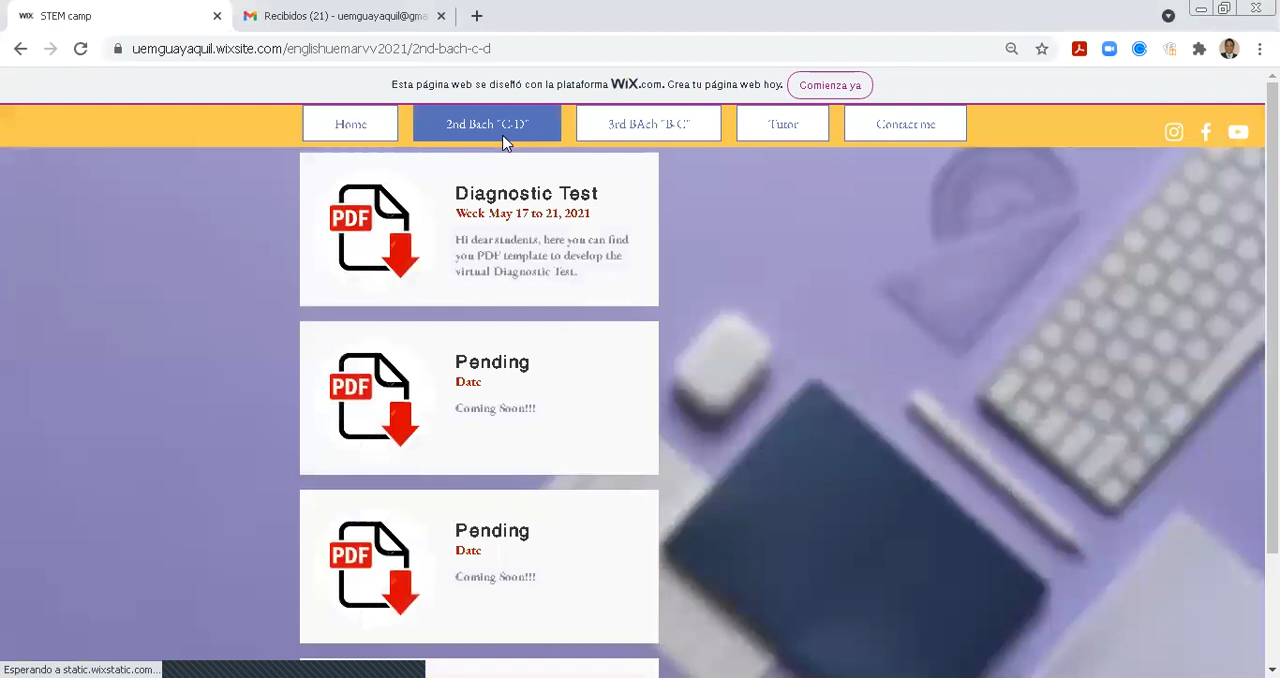 WiX STEM camp
Recibidos (21) - uemguayaquil@gma
uemguayaquil.wixsite.com/englishuemarvv2021/2nd-bach-c-d
Esta página web se diseñó con la plataforma WiX.com. Crea tu página web hoy.
Comienza ya
Home
2nd Bach "C-D"
3rd BAch "B-C"
Tutor
Contact me
PDF
Diagnostic Test
Week May 17 to 21, 2021
Hi dear students, here you can find
you PDF template to develop the
virtual Diagnostic Test.
PDF
Pending
Date
Coming Soon!!!
PDF
Pending
Date
Coming Soon!!!
Esperando a static.wixstatic.com...